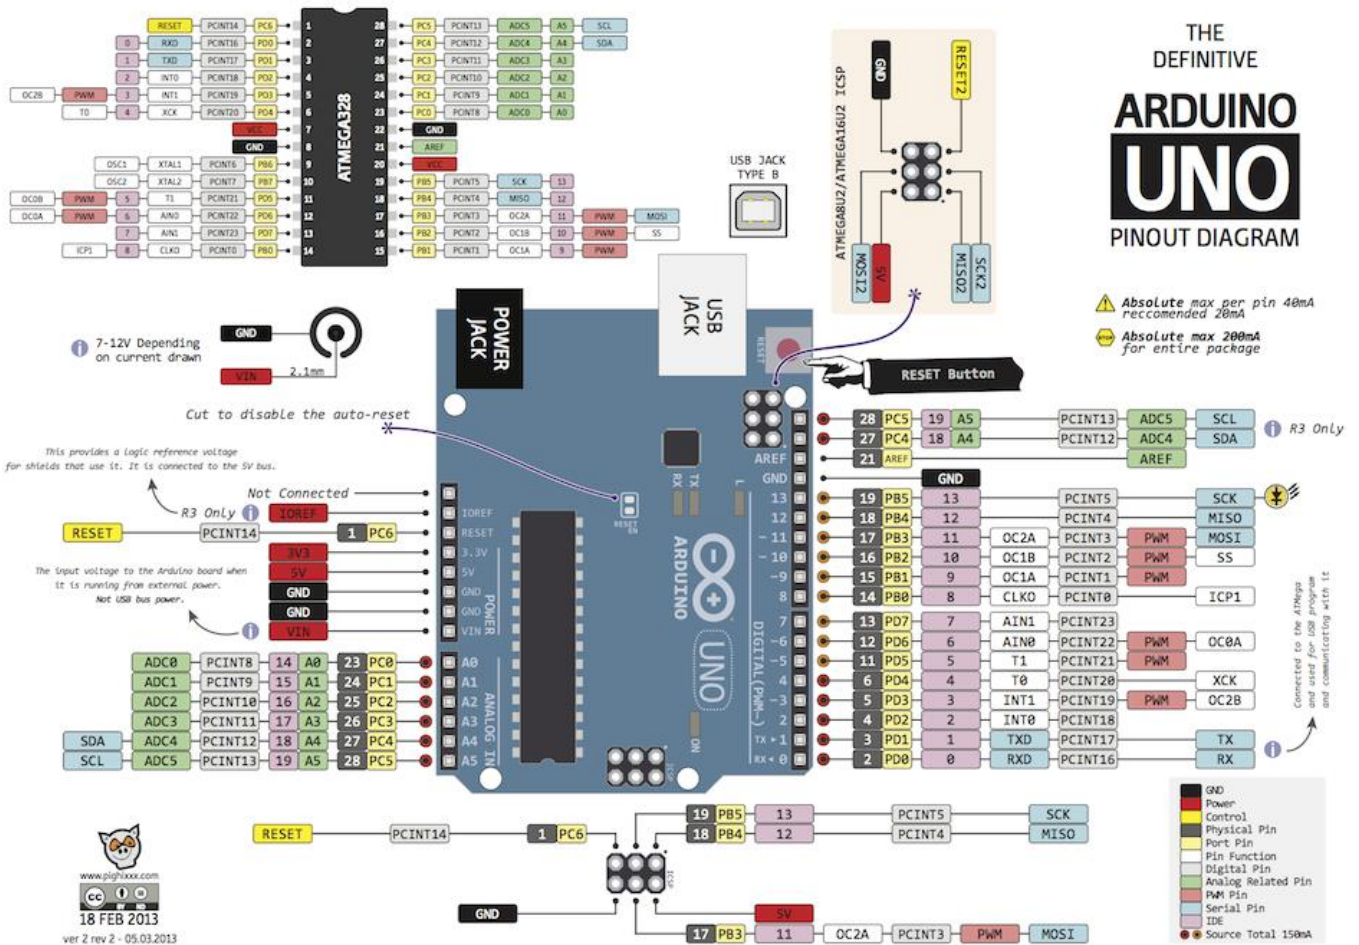 THE
DEFINITIVE
ARDUINO
UNO
PINOUT DIAGRAM
Absolute max per pin 40mA
reccomended 20mA
Absolute max 200mA
for entire package
ATMEGA328
RESET PCINT14 PC6 1
0 RXD PCINT16 PD0 2
1 TXD PCINT17 PD1 3
2 INT0 PCINT18 PD2 4
OC2B PWM 3 INT1 PCINT19 PD3 5
T0 4 XCK PCINT20 PD4 6
VCC 7
GND 8
OSC1 XTAL1 PCINT6 PB6 9
OSC2 XTAL2 PCINT7 PB7 10
OC0B PWM 5 T1 PCINT21 PD5 11
OC0A PWM 6 AIN0 PCINT22 PD6 12
7 AIN1 PCINT23 PD7 13
ICP1 8 CLKO PCINT0 PB0 14
28 PC5 PCINT13 ADC5 A5 SCL
27 PC4 PCINT12 ADC4 A4 SDA
26 PC3 PCINT11 ADC3 A3
25 PC2 PCINT10 ADC2 A2
24 PC1 PCINT9 ADC1 A1
23 PC0 PCINT8 ADC0 A0
22 GND
21 AREF
20 VCC
19 PB5 PCINT5 SCK 13
18 PB4 PCINT4 MISO 12
17 PB3 PCINT3 OC2A 11 PWM MOSI
16 PB2 PCINT2 OC1B 10 PWM SS
15 PB1 PCINT1 OC1A 9 PWM
USB JACK
TYPE B
ATMEGA8U2/ATMEGA16U2 ICSP
GND
RESET2
MOSI2
5V
MISO2
SCK2
7-12V Depending
on current drawn
GND
VIN
2.1mm
POWER
JACK
USB
JACK
RESET
RESET Button
Cut to disable the auto-reset
This provides a logic reference voltage
for shields that use it. It is connected to the 5V bus.
Not Connected
R3 Only IOREF
RESET PCINT14 1 PC6
3V3
5V
GND
GND
VIN
The input voltage to the Arduino board when
it is running from external power.
Not USB bus power.
ADC0 PCINT8 14 A0 23 PC0
ADC1 PCINT9 15 A1 24 PC1
ADC2 PCINT10 16 A2 25 PC2
ADC3 PCINT11 17 A3 26 PC3
SDA ADC4 PCINT12 18 A4 27 PC4
SCL ADC5 PCINT13 19 A5 28 PC5
IOREF
RESET
3.3V
5V
GND
GND
VIN
POWER
A0
A1
A2
A3
A4
A5
ANALOG IN
RESET
EN
RX
TX
L
ARDUINO
UNO
ON
ICSP
AREF
GND
13
12
~11
~10
~9
8
7
~6
~5
4
~3
2
TX ▸ 1
RX ◂ 0
DIGITAL(PWM~)
28 PC5 19 A5 PCINT13 ADC5 SCL
27 PC4 18 A4 PCINT12 ADC4 SDA
R3 Only
21 AREF AREF
GND
19 PB5 13 PCINT5 SCK
18 PB4 12 PCINT4 MISO
17 PB3 11 OC2A PCINT3 PWM MOSI
16 PB2 10 OC1B PCINT2 PWM SS
15 PB1 9 OC1A PCINT1 PWM
14 PB0 8 CLKO PCINT0 ICP1
13 PD7 7 AIN1 PCINT23
12 PD6 6 AIN0 PCINT22 PWM OC0A
11 PD5 5 T1 PCINT21 PWM
6 PD4 4 T0 PCINT20 XCK
5 PD3 3 INT1 PCINT19 PWM OC2B
4 PD2 2 INT0 PCINT18
3 PD1 1 TXD PCINT17 TX
2 PD0 0 RXD PCINT16 RX
Connected to the ATMega
and used for USB program
and communicating with it
RESET PCINT14 1 PC6
19 PB5 13 PCINT5 SCK
18 PB4 12 PCINT4 MISO
ICSP
GND
5V
17 PB3 11 OC2A PCINT3 PWM MOSI
www.pighixxx.com
cc
BY ND
18 FEB 2013
ver 2 rev 2 - 05.03.2013
GND
Power
Control
Physical Pin
Port Pin
Pin Function
Digital Pin
Analog Related Pin
PWM Pin
Serial Pin
IDE
Source Total 150mA